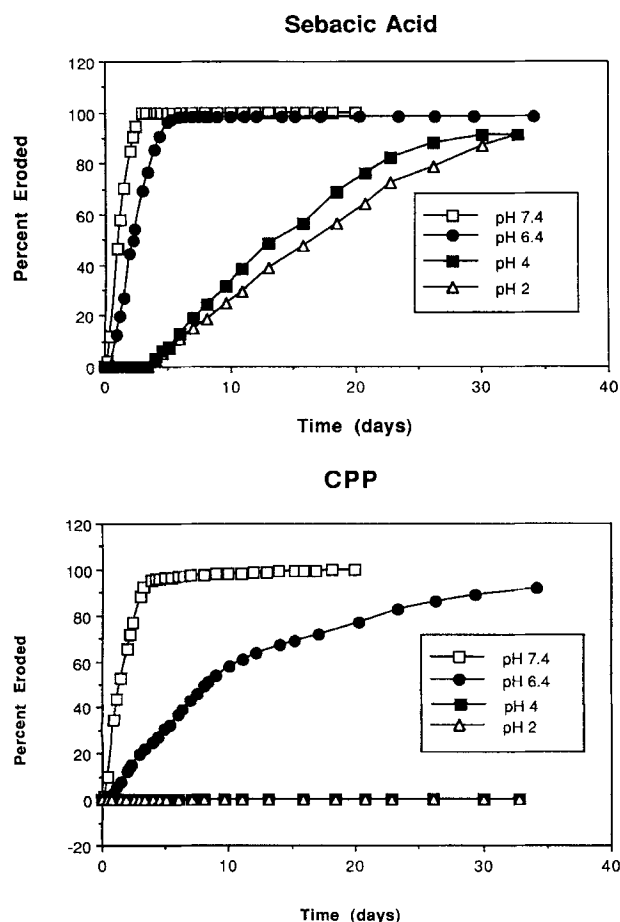 Sebacic Acid
120
100
80
60
40
20
0
Percent Eroded
pH 7.4
pH 6.4
pH 4
pH 2
0 10 20 30 40
Time (days)
CPP
120
100
80
60
40
20
0
-20
Percent Eroded
pH 7.4
pH 6.4
pH 4
pH 2
0 10 20 30 40
Time (days)